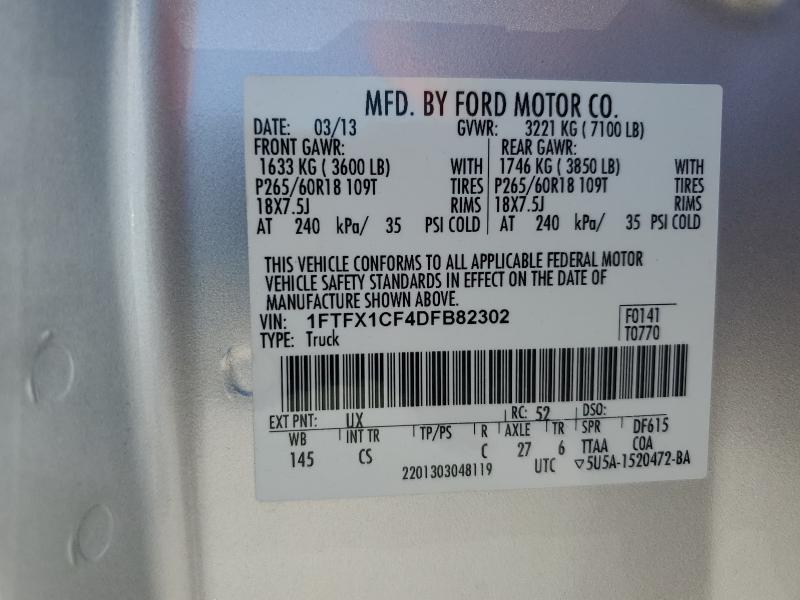 MFD. BY FORD MOTOR CO.
DATE: 03/13 GVWR: 3221 KG ( 7100 LB)
FRONT GAWR: REAR GAWR:
1633 KG ( 3600 LB) WITH 1746 KG ( 3850 LB) WITH
P265/60R18 109T TIRES P265/60R18 109T TIRES
18X7.5J RIMS 18X7.5J RIMS
AT 240 kPa/ 35 PSI COLD AT 240 kPa/ 35 PSI COLD
THIS VEHICLE CONFORMS TO ALL APPLICABLE FEDERAL MOTOR
VEHICLE SAFETY STANDARDS IN EFFECT ON THE DATE OF
MANUFACTURE SHOWN ABOVE.
VIN: 1FTFX1CF4DFB82302 F0141
TYPE: Truck T0770
EXT PNT: UX RC: 52 DSO:
WB INT TR TP/PS R AXLE TR SPR DF615
145 CS C 27 6 TTAA COA
2201303048119 UTC ▽5U5A-1520472-BA